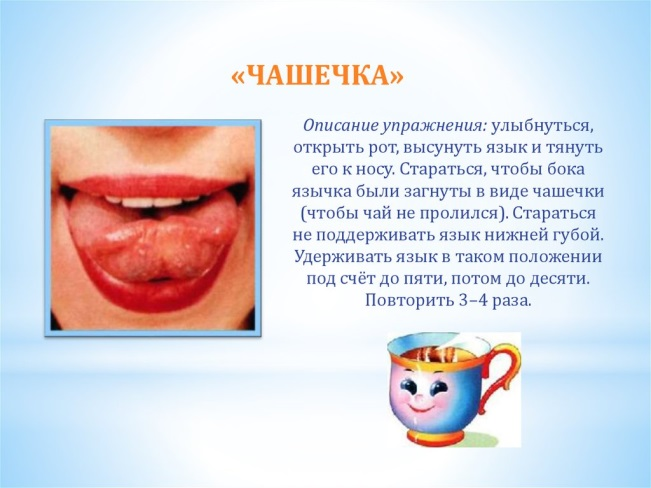 «ЧАШЕЧКА»
Описание упражнения: улыбнуться,
открыть рот, высунуть язык и тянуть
его к носу. Стараться, чтобы бока
язычка были загнуты в виде чашечки
(чтобы чай не пролился). Стараться
не поддерживать язык нижней губой.
Удерживать язык в таком положении
под счёт до пяти, потом до десяти.
Повторить 3–4 раза.